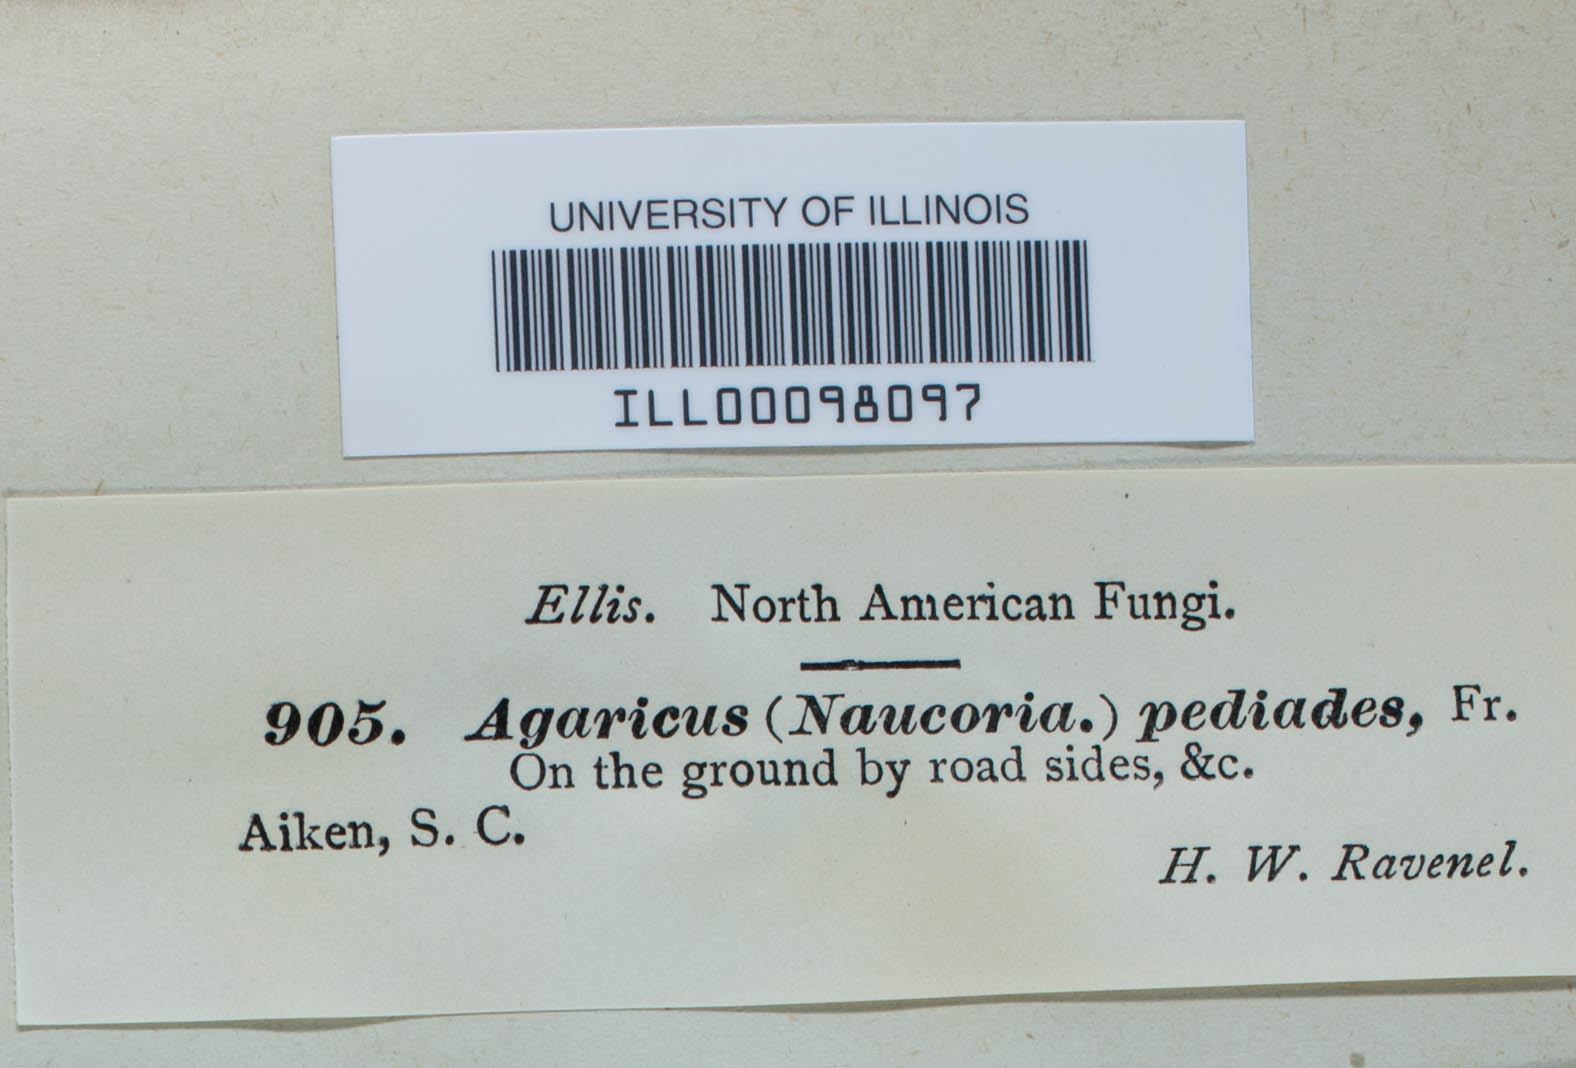 UNIVERSITY OF ILLINOIS
ILL00098097
Ellis. North American Fungi.
905. Agaricus (Naucoria.) pediades, Fr.
On the ground by road sides, &c.
Aiken, S. C.
H. W. Ravenel.